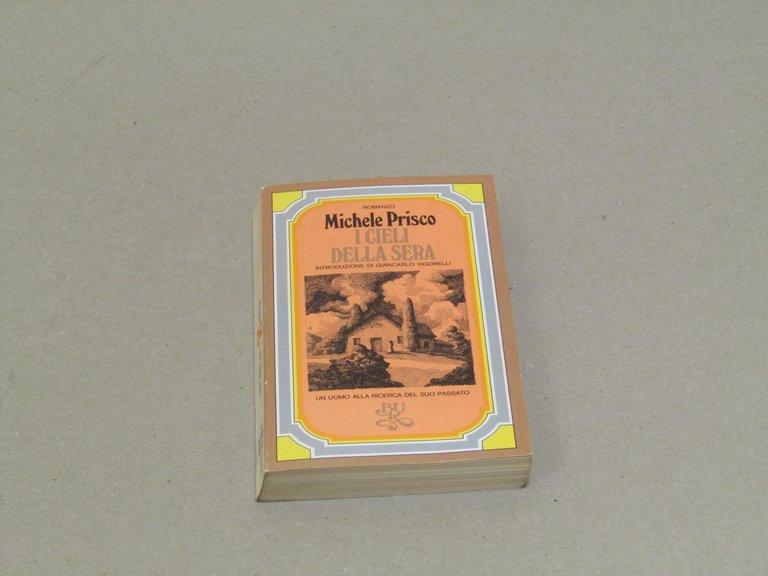 ROMANZO
Michele Prisco
I CIELI
DELLA SERA
INTRODUZIONE DI GIANCARLO VIGORELLI
UN UOMO ALLA RICERCA DEL SUO PASSATO
BUR